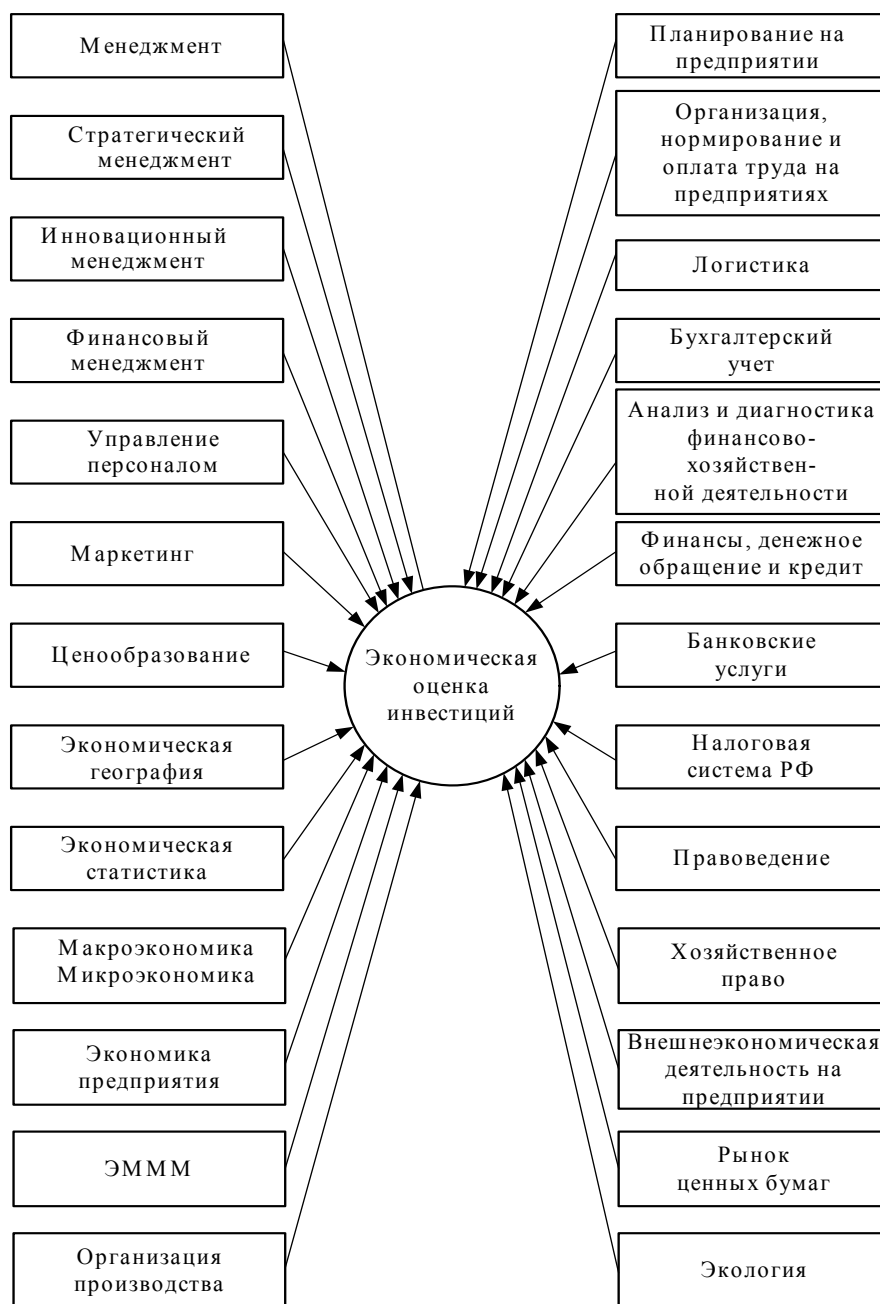 Менеджмент
Стратегический
менеджмент
Инновационный
менеджмент
Финансовый
менеджмент
Управление
персоналом
Маркетинг
Ценообразование
Экономическая
география
Экономическая
статистика
Макроэкономика
Микроэкономика
Экономика
предприятия
ЭМММ
Организация
производства
Экономическая
оценка
инвестиций
Планирование на
предприятии
Организация,
нормирование и
оплата труда на
предприятиях
Логистика
Бухгалтерский
учет
Анализ и диагностика
финансово-
хозяйствен-
ной деятельности
Финансы, денежное
обращение и кредит
Банковские
услуги
Налоговая
система РФ
Правоведение
Хозяйственное
право
Внешнеэкономическая
деятельность на
предприятии
Рынок
ценных бумаг
Экология